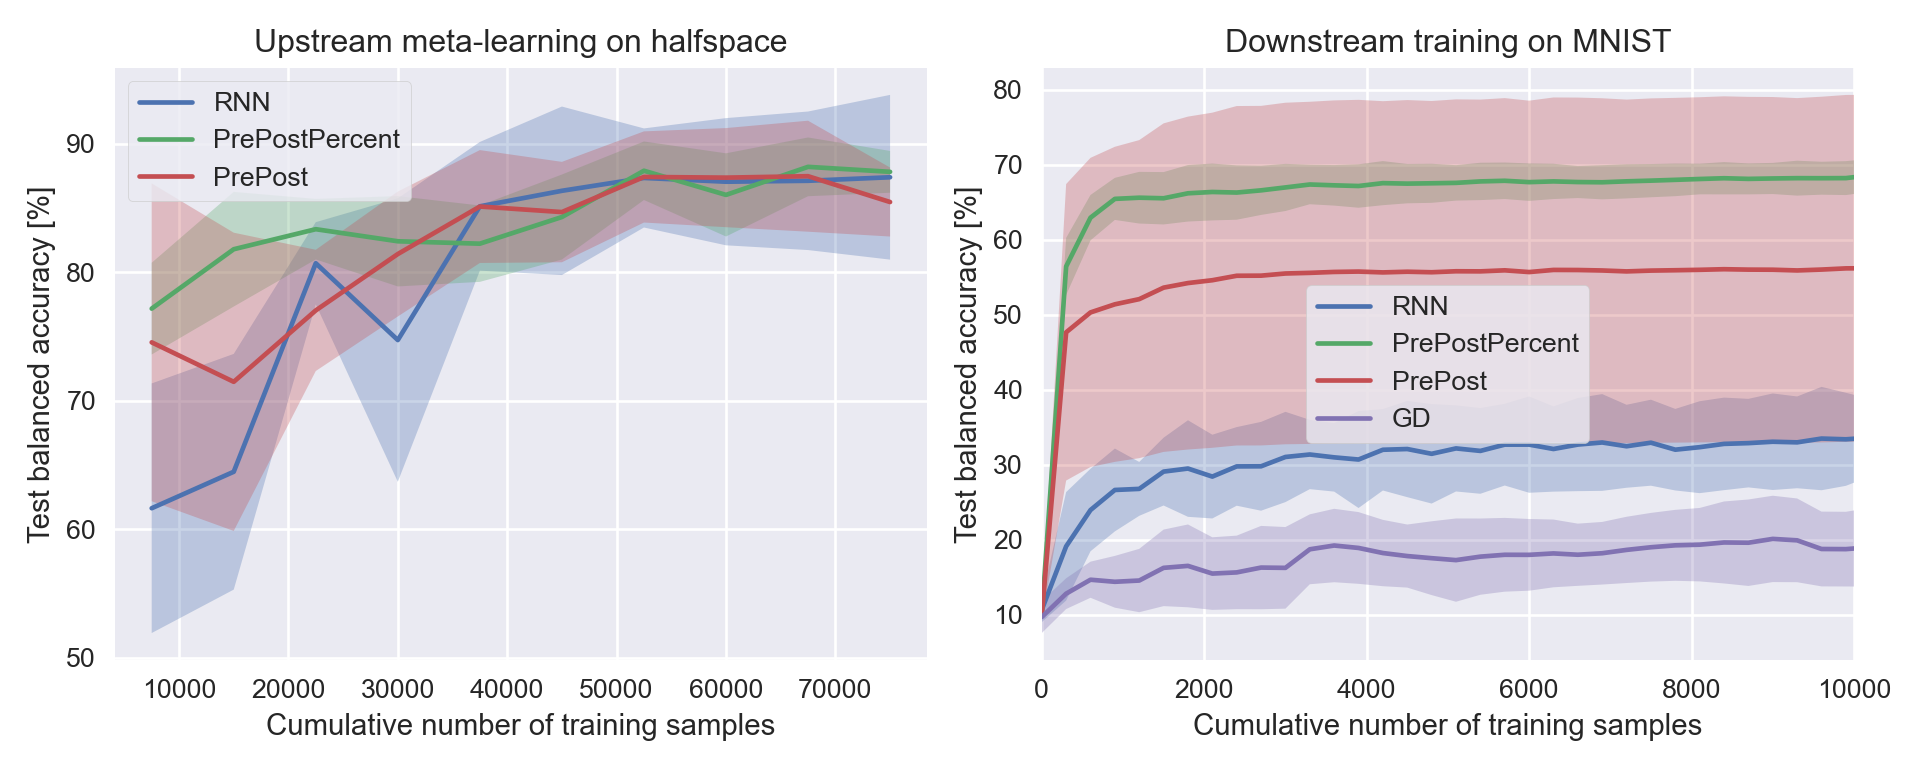 Upstream meta-learning on halfspace
RNN
PrePostPercent
PrePost
90
80
70
60
50
Test balanced accuracy [%]
10000 20000 30000 40000 50000 60000 70000
Cumulative number of training samples
Downstream training on MNIST
80
70
60
50
40
30
20
10
Test balanced accuracy [%]
RNN
PrePostPercent
PrePost
GD
0 2000 4000 6000 8000 10000
Cumulative number of training samples